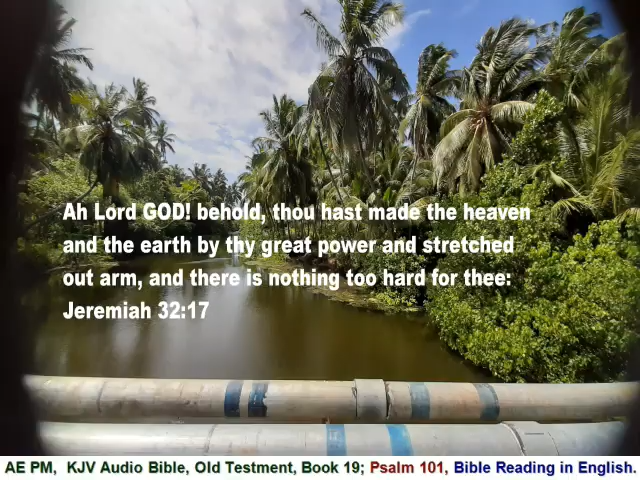 Ah Lord GOD! behold, thou hast made the heaven
and the earth by thy great power and stretched
out arm, and there is nothing too hard for thee:
Jeremiah 32:17
AE PM,  KJV Audio Bible, Old Testment, Book 19; Psalm 101, Bible Reading in English.